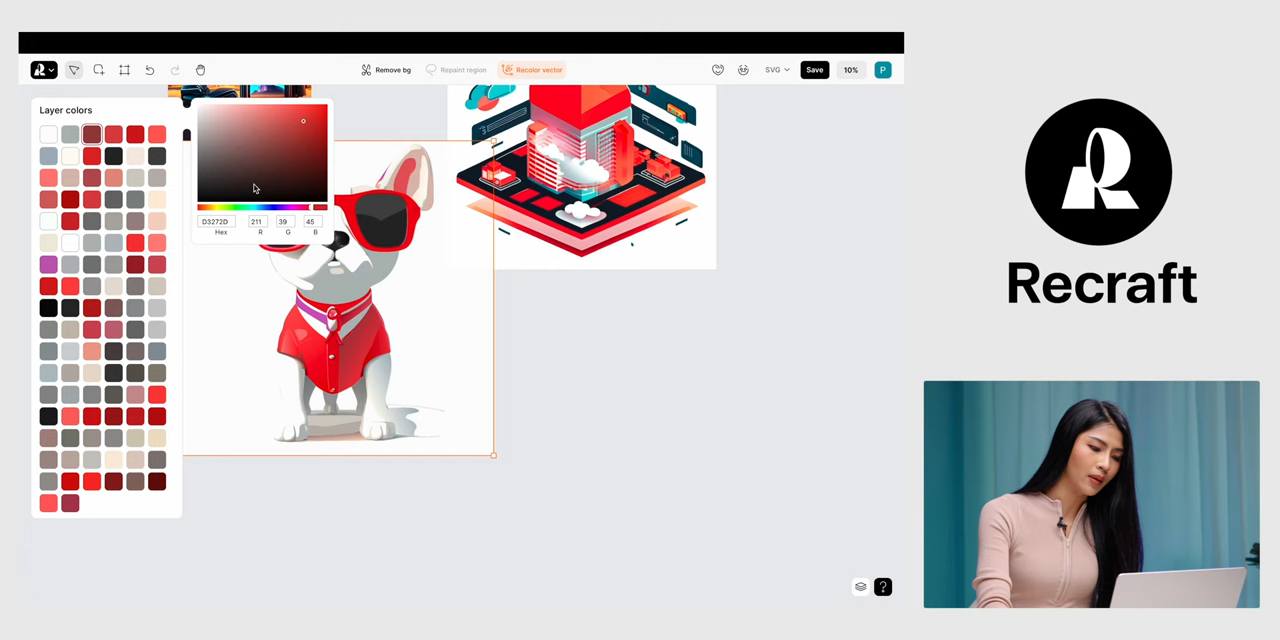 Remove bg
Repaint region
Recolor vector
SVG
Save
10%
P
Layer colors
D3272D
211
39
45
Hex
R
G
B
?
Recraft